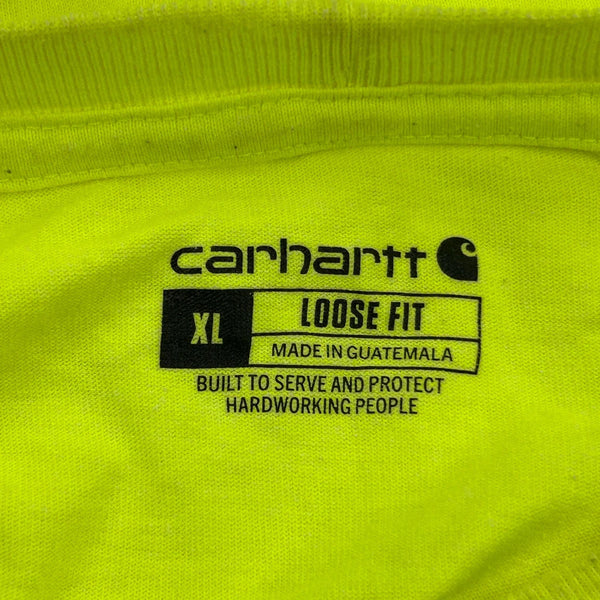 carhartt
XL
LOOSE FIT
MADE IN GUATEMALA
BUILT TO SERVE AND PROTECT
HARDWORKING PEOPLE